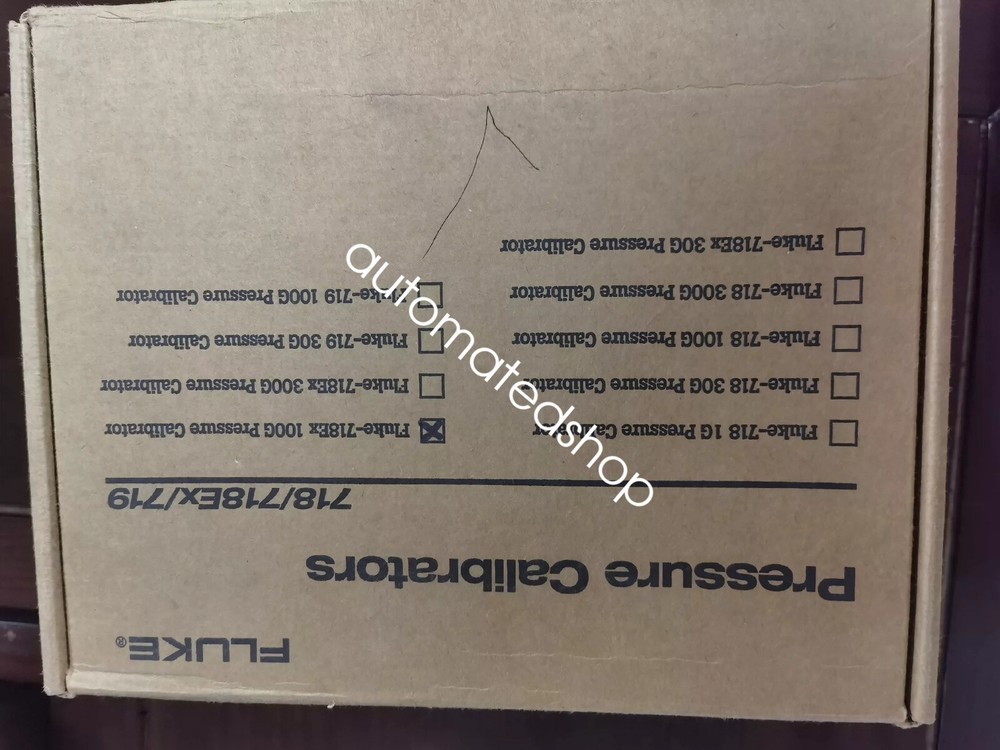 FLUKE®
Pressure Calibrators
718/718Ex/719
Fluke-718 1G Pressure Calibrator
Fluke-718 30G Pressure Calibrator
Fluke-718 100G Pressure Calibrator
Fluke-718 300G Pressure Calibrator
Fluke-718Ex 30G Pressure Calibrator
Fluke-718Ex 100G Pressure Calibrator
Fluke-718Ex 300G Pressure Calibrator
Fluke-719 30G Pressure Calibrator
Fluke-719 100G Pressure Calibrator
automatedshop